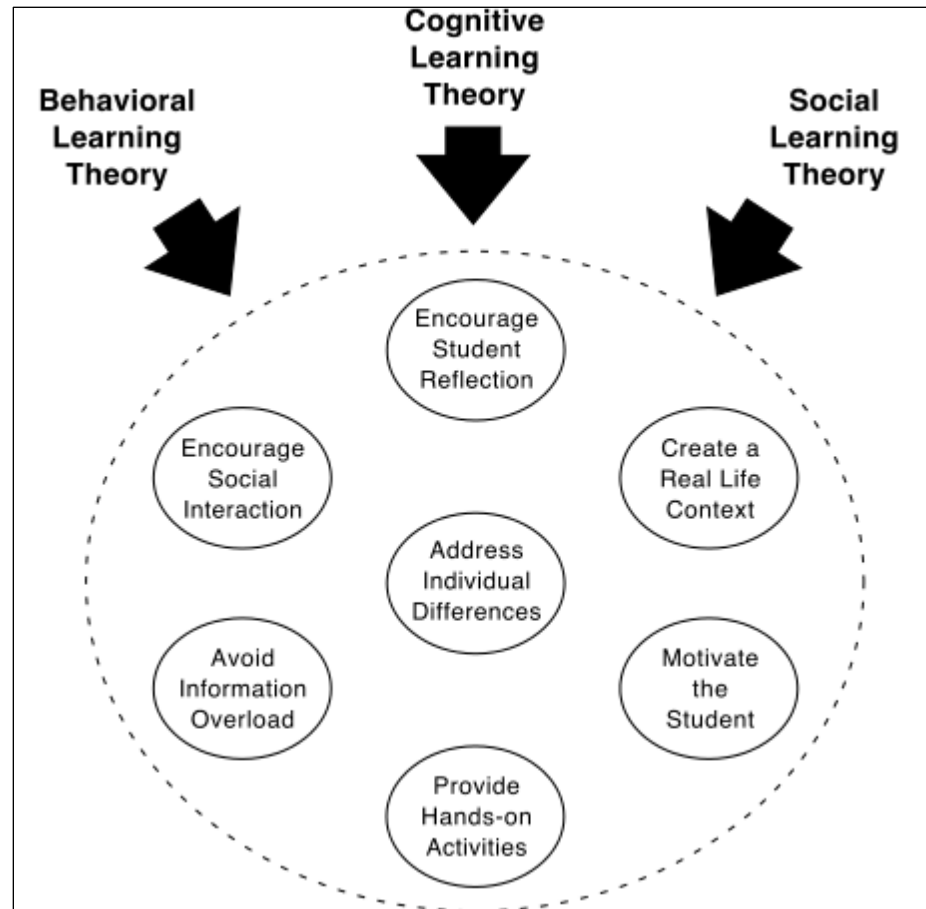 Cognitive
Learning
Theory
Behavioral
Learning
Theory
Social
Learning
Theory
Encourage
Student
Reflection
Encourage
Social
Interaction
Create a
Real Life
Context
Address
Individual
Differences
Avoid
Information
Overload
Motivate
the
Student
Provide
Hands-on
Activities